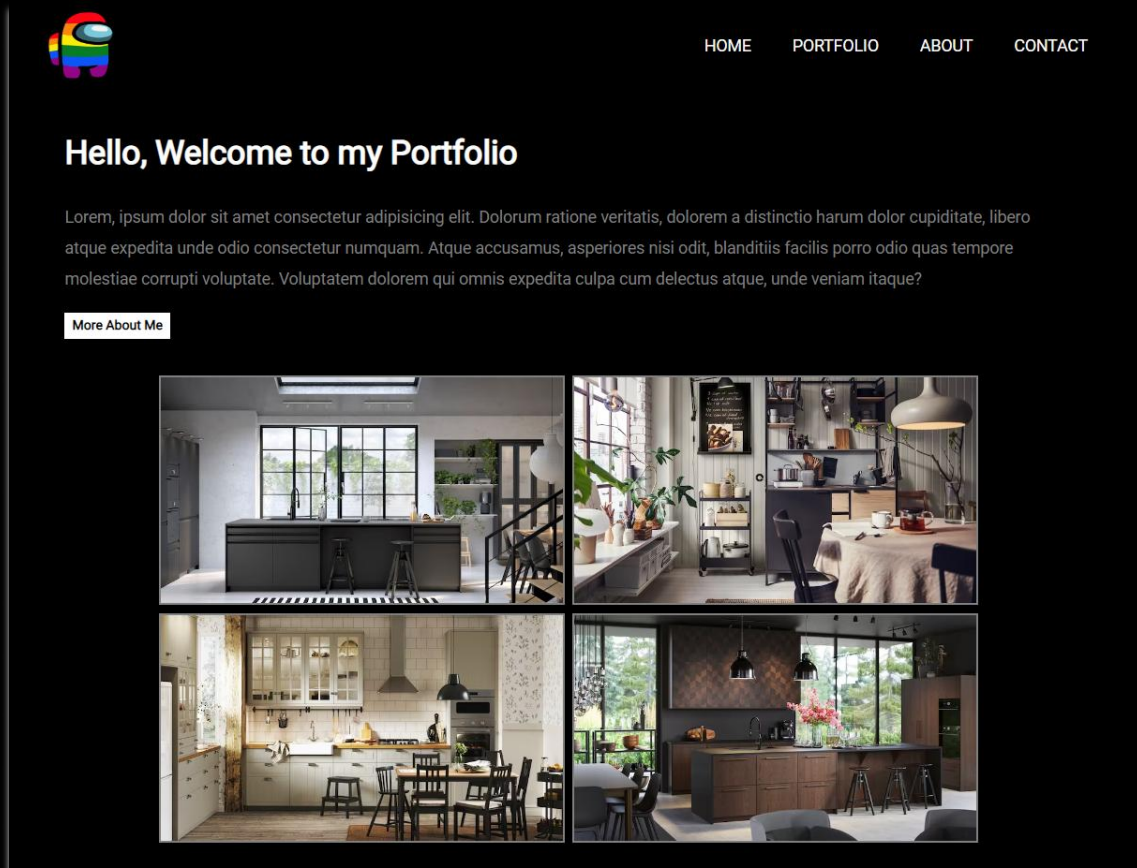 HOME PORTFOLIO ABOUT CONTACT
Hello, Welcome to my Portfolio
Lorem, ipsum dolor sit amet consectetur adipisicing elit. Dolorum ratione veritatis, dolorem a distinctio harum dolor cupiditate, libero
atque expedita unde odio consectetur numquam. Atque accusamus, asperiores nisi odit, blanditiis facilis porro odio quas tempore
molestiae corrupti voluptate. Voluptatem dolorem qui omnis expedita culpa cum delectus atque, unde veniam itaque?
More About Me